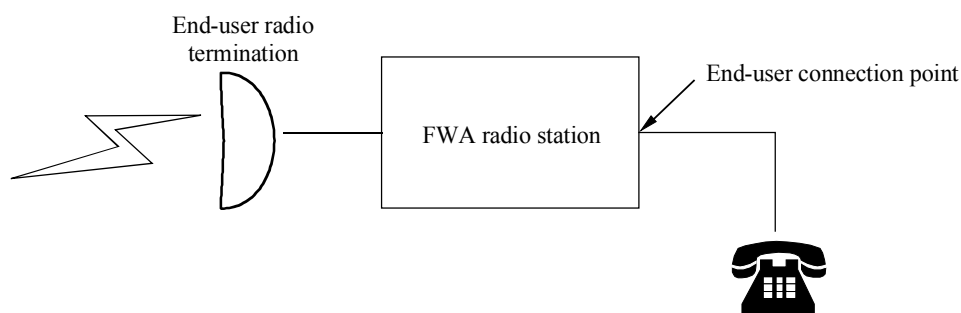 End-user radio
termination
End-user connection point
FWA radio station